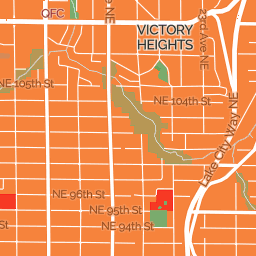 QFC
VICTORY
HEIGHTS
23rd Ave NE
NE
NE 105th St
NE 104th St
Lake City Way NE
NE 96th St
NE 95th St
St
NE 94th St